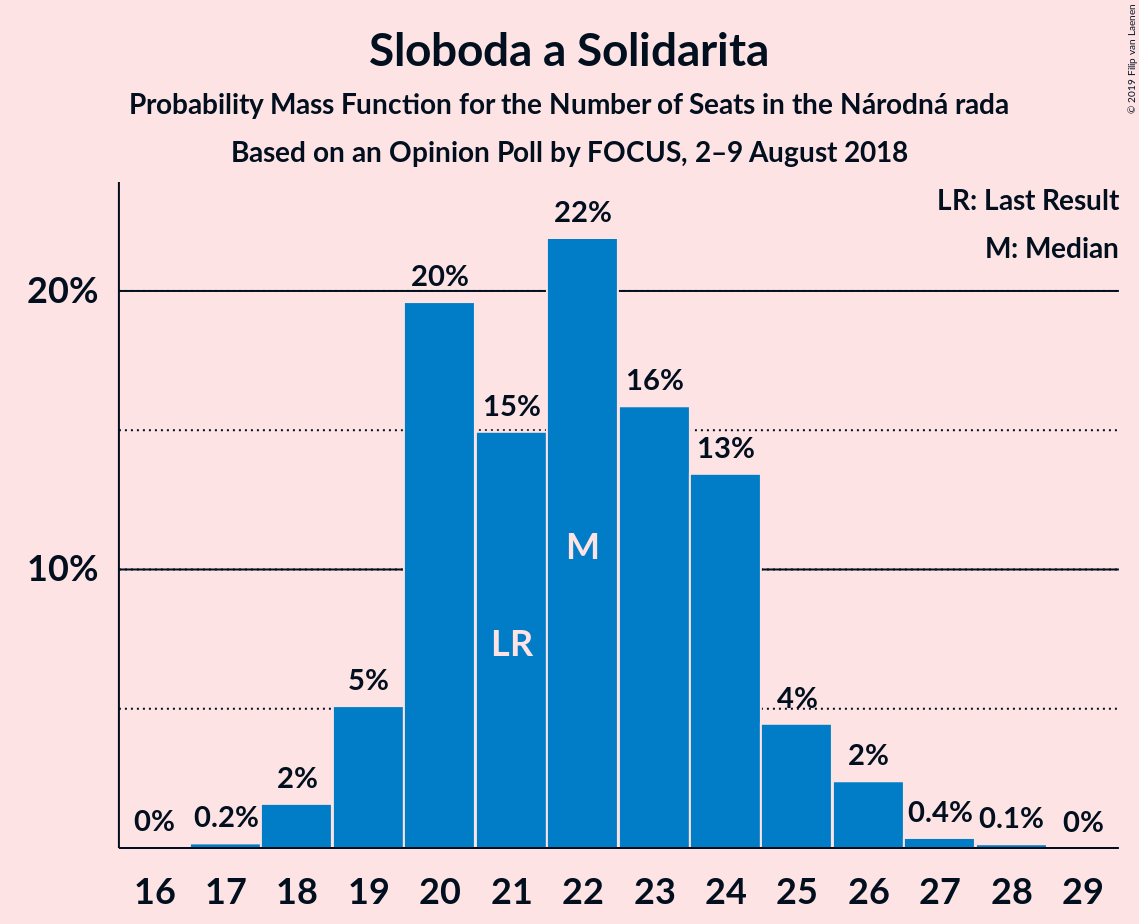 Sloboda a Solidarita
Probability Mass Function for the Number of Seats in the Národná rada
Based on an Opinion Poll by FOCUS, 2–9 August 2018
© 2019 Filip van Laenen
LR: Last Result
M: Median
22%
20%
20%
16%
15%
13%
M
10%
LR
5%
4%
2%
2%
0%
0.2%
0.4%
0.1%
0%
16 17 18 19 20 21 22 23 24 25 26 27 28 29